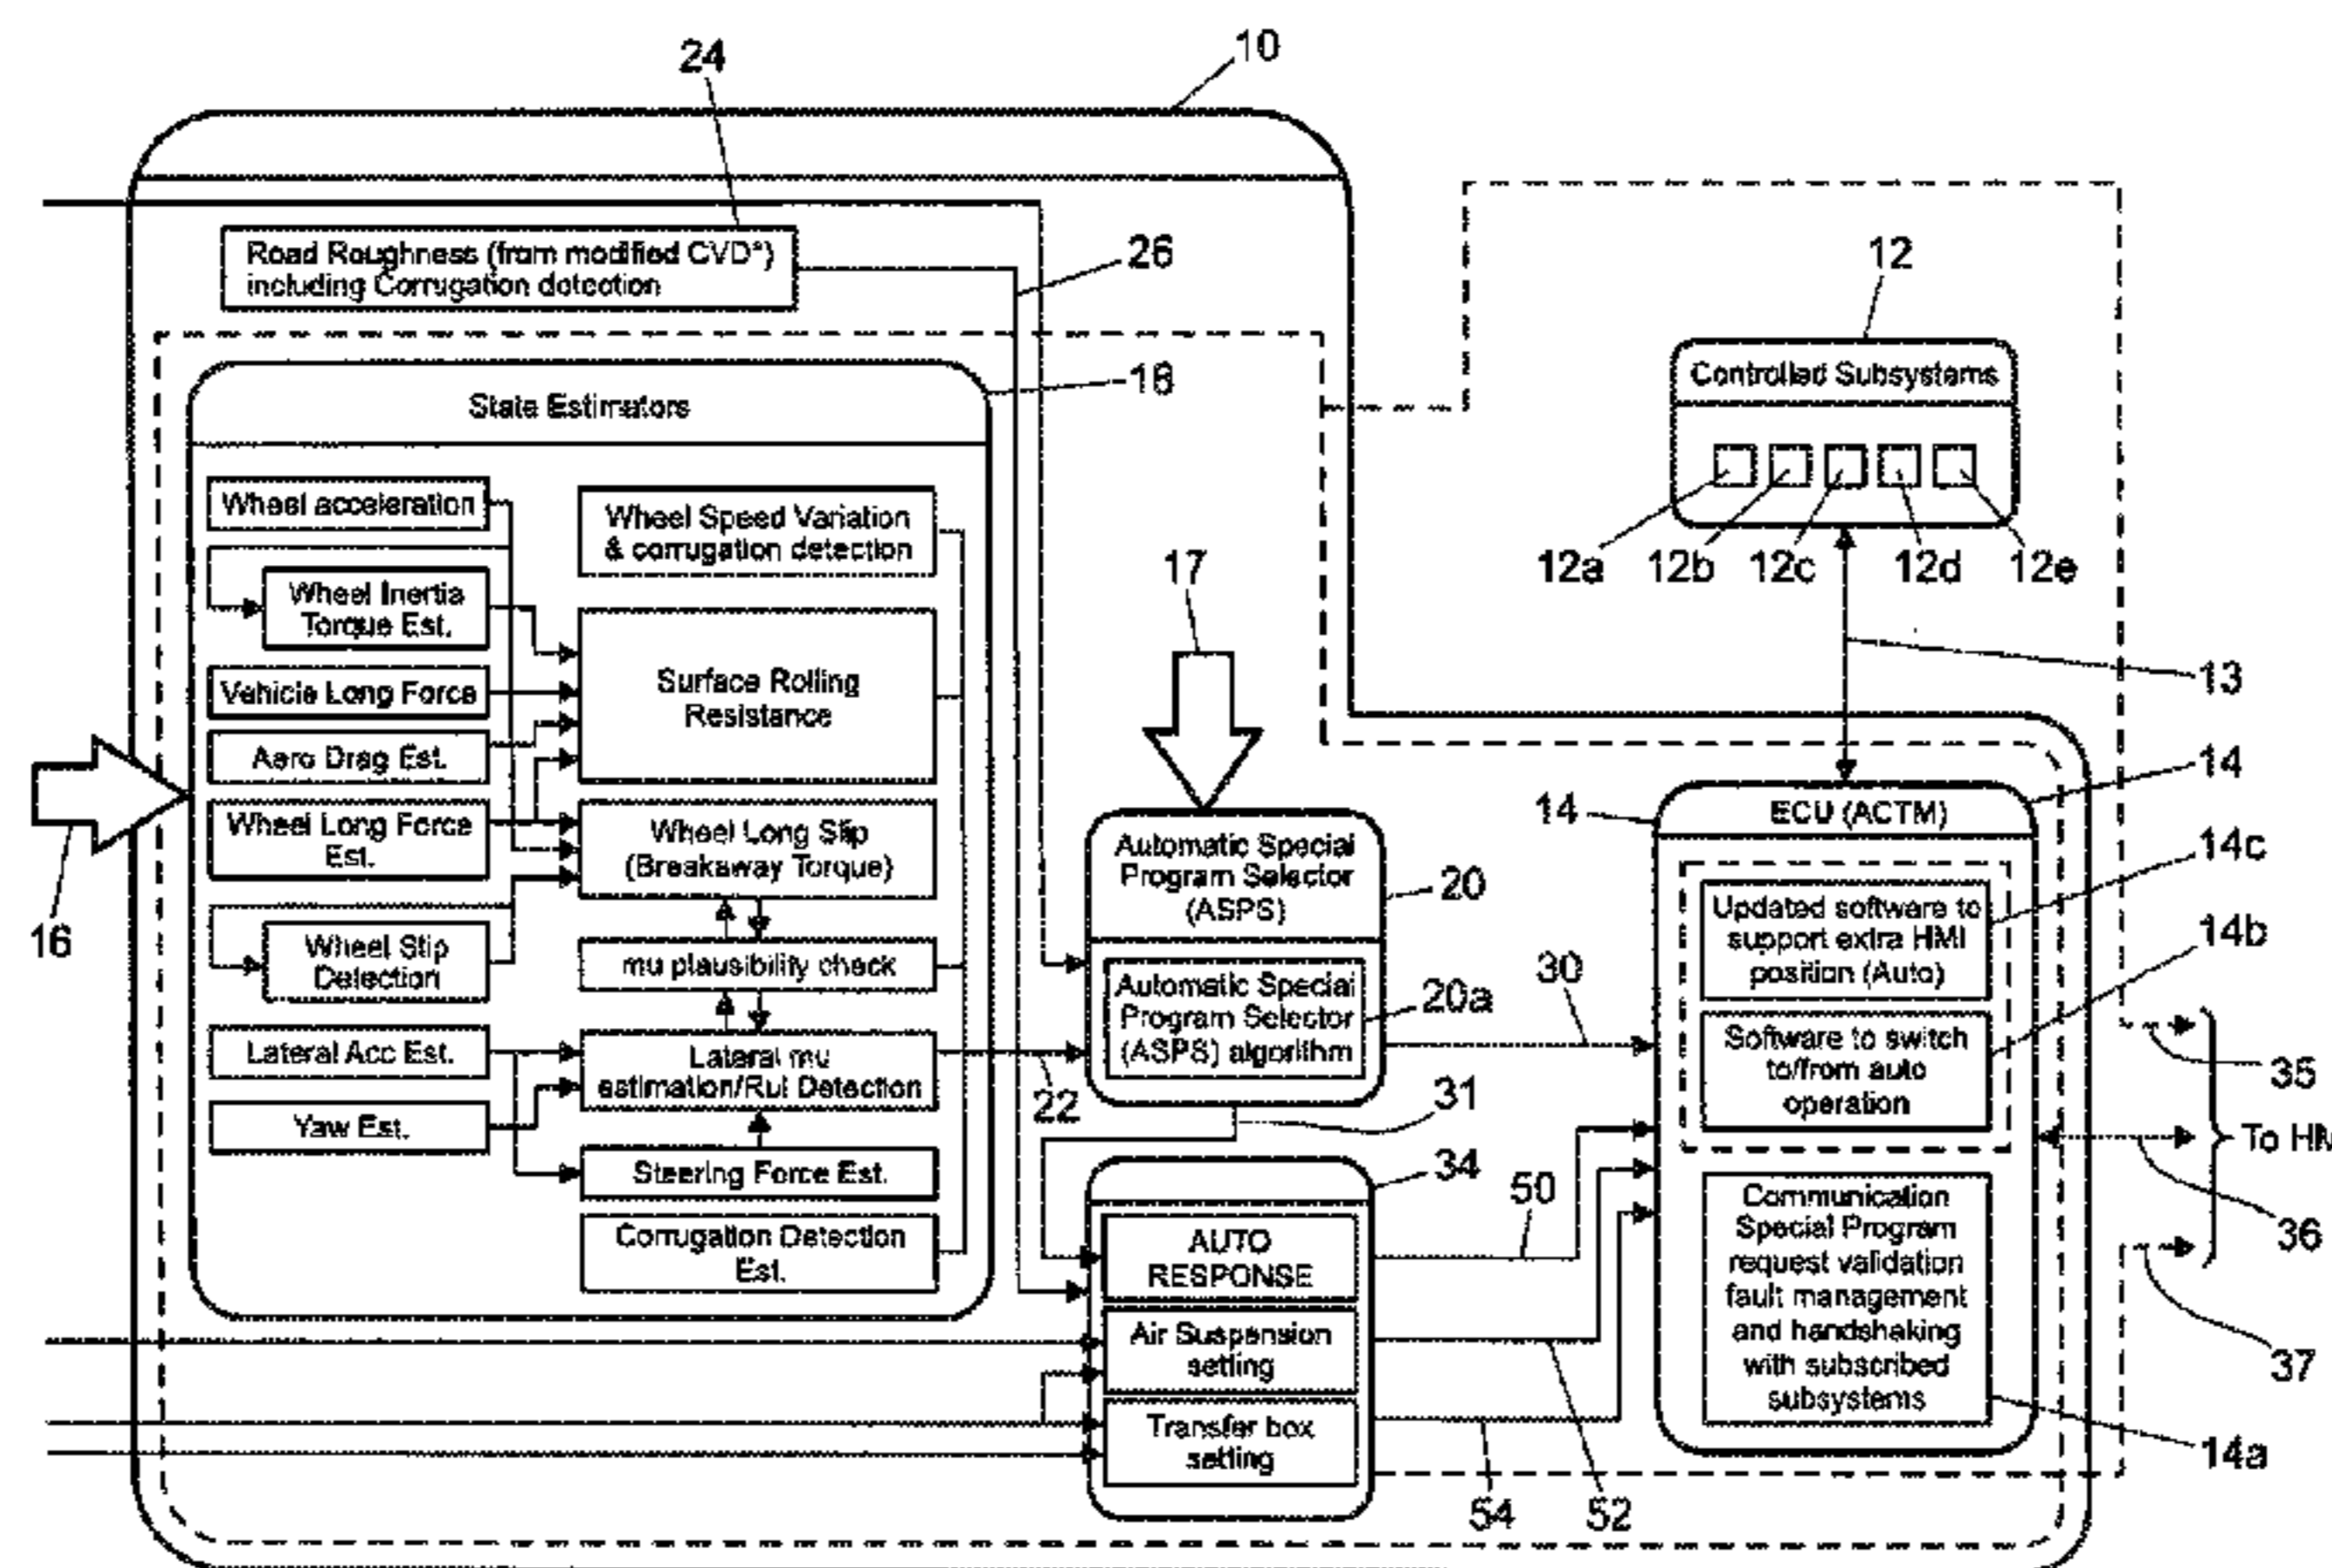 24
10
Road Roughness (from modified CVD*)
including Corrugation detection
26
12
Controlled Subsystems
12a
12b
12c
12d
12e
18
State Estimators
Wheel acceleration
Wheel Speed Variation
& corrugation detection
Wheel Inertia
Torque Est.
Vehicle Long Force
Surface Rolling
Resistance
Aero Drag Est.
Wheel Long Force
Est.
Wheel Long Slip
(Breakaway Torque)
16
Wheel Slip
Detection
mu plausibility check
Lateral Acc Est.
Lateral mu
estimation/Rut Detection
Yaw Est.
Steering Force Est.
Corrugation Detection
Est.
17
Automatic Special
Program Selector
(ASPS)
20
Automatic Special
Program Selector
(ASPS) algorithm
20a
22
31
30
34
AUTO
RESPONSE
Air Suspension
setting
Transfer box
setting
50
54
52
13
14
14
ECU (ACTM)
14c
Updated software to
support extra HMI
position (Auto)
14b
Software to switch
to/from auto
operation
Communication
Special Program
request validation
fault management
and handshaking
with subscribed
subsystems
14a
35
To HM
36
37